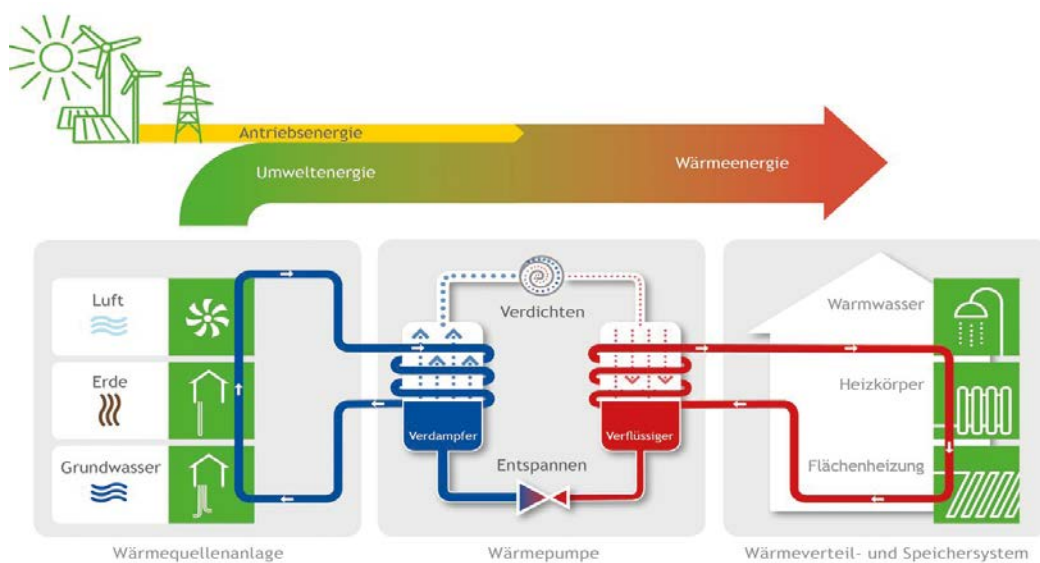 Antriebsenergie
Umweltenergie
Wärmeenergie
Luft
Erde
Grundwasser
Wärmequellenanlage
Verdichten
Verdampfer
Verflüssiger
Entspannen
Wärmepumpe
Warmwasser
Heizkörper
Flächenheizung
Wärmeverteil- und Speichersystem